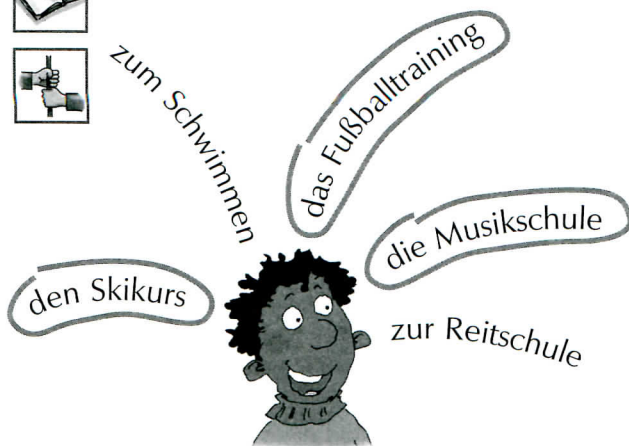 zum Schwimmen
das Fußballtraining
die Musikschule
den Skikurs
zur Reitschule